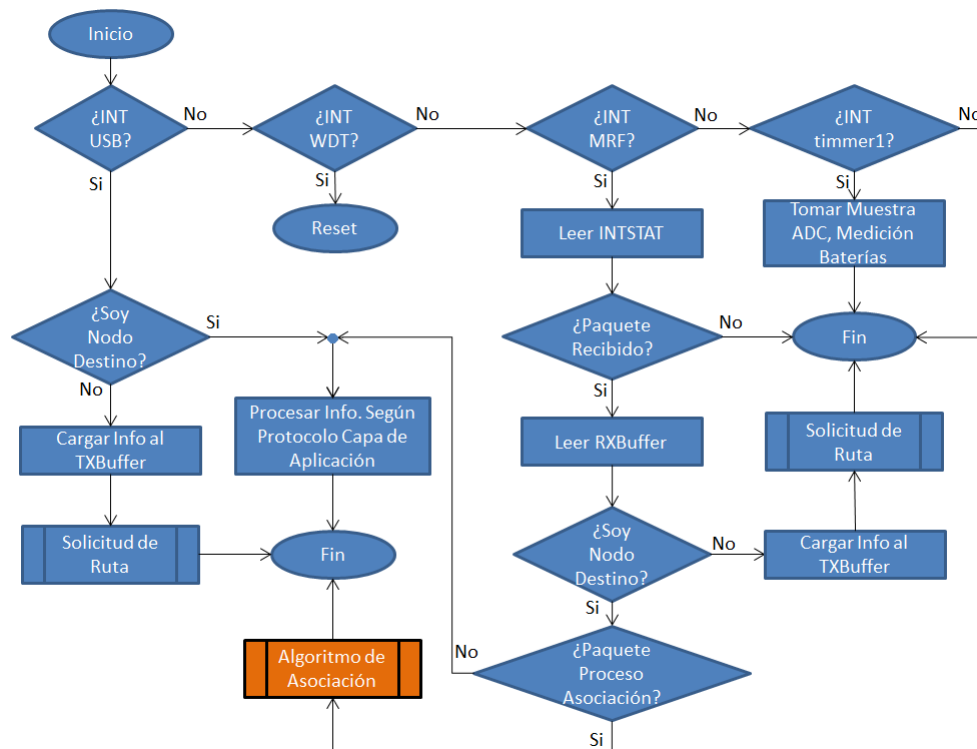 Inicio
¿INT
USB?
No
¿INT
WDT?
No
¿INT
MRF?
No
¿INT
timmer1?
No
Si
Si
Si
Si
Reset
Leer INTSTAT
Tomar Muestra
ADC, Medición
Baterías
¿Soy
Nodo
Destino?
Si
No
¿Paquete
Recibido?
No
Fin
Si
Cargar Info al
TXBuffer
Procesar Info. Según
Protocolo Capa de
Aplicación
Leer RXBuffer
Solicitud de
Ruta
Solicitud de
Ruta
Fin
¿Soy
Nodo
Destino?
No
Cargar Info al
TXBuffer
Si
Algoritmo de
Asociación
No
¿Paquete
Proceso
Asociación?
Si